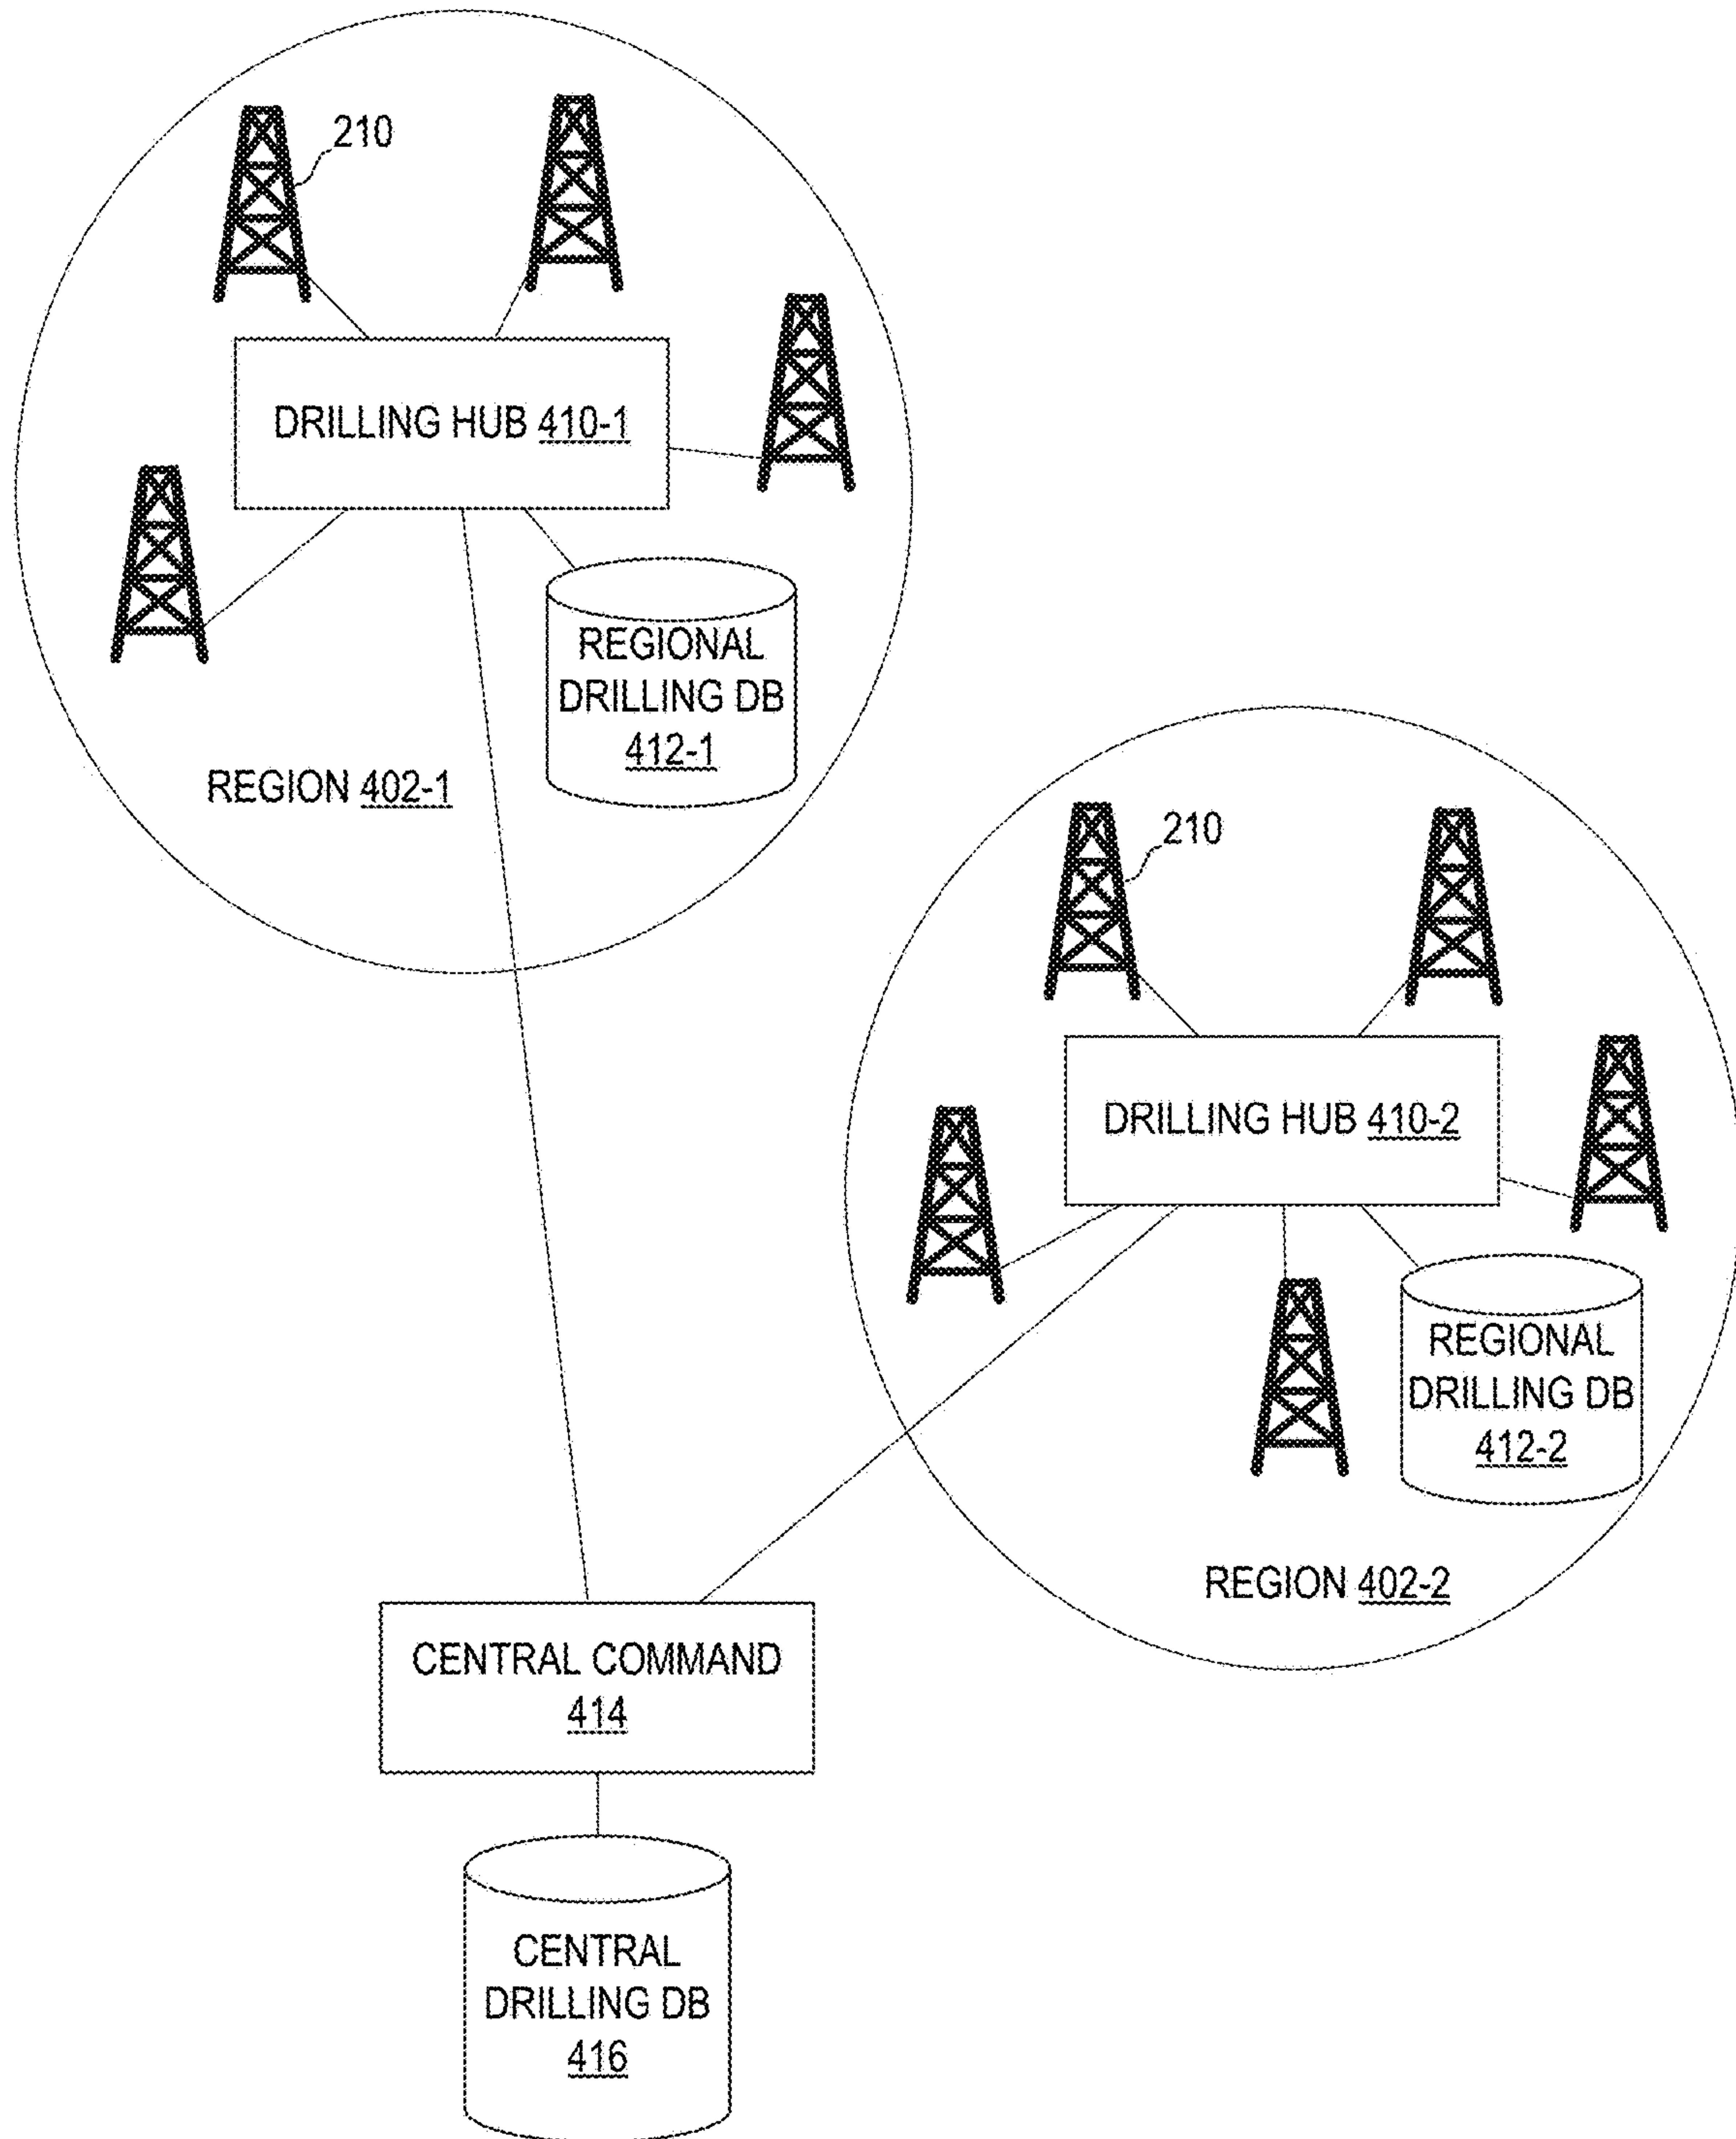 210
DRILLING HUB 410-1
REGIONAL
DRILLING DB
412-1
REGION 402-1
210
DRILLING HUB 410-2
REGIONAL
DRILLING DB
412-2
REGION 402-2
CENTRAL COMMAND
414
CENTRAL
DRILLING DB
416